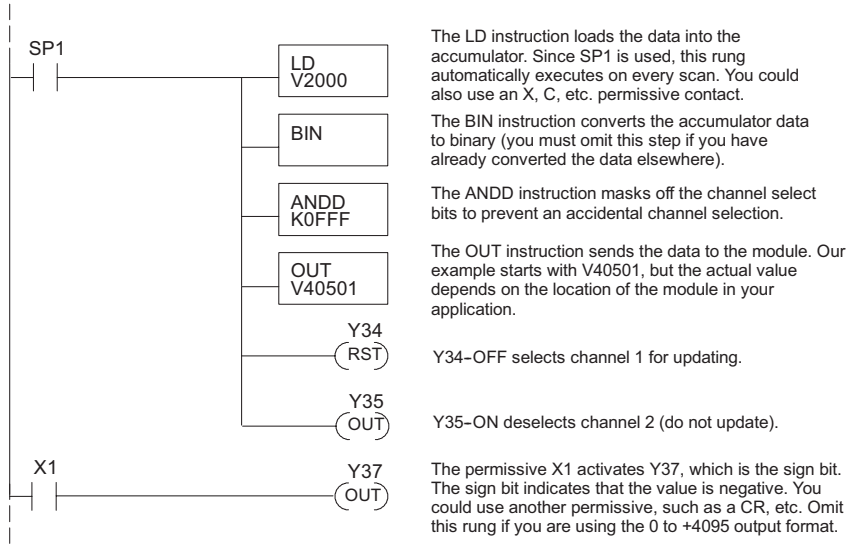 SP1
LD
V2000
The LD instruction loads the data into the
accumulator. Since SP1 is used, this rung
automatically executes on every scan. You could
also use an X, C, etc. permissive contact.
BIN
The BIN instruction converts the accumulator data
to binary (you must omit this step if you have
already converted the data elsewhere).
ANDD
K0FFF
The ANDD instruction masks off the channel select
bits to prevent an accidental channel selection.
OUT
V40501
The OUT instruction sends the data to the module. Our
example starts with V40501, but the actual value
depends on the location of the module in your
application.
Y34
RST
Y34-OFF selects channel 1 for updating.
Y35
OUT
Y35-ON deselects channel 2 (do not update).
X1
Y37
OUT
The permissive X1 activates Y37, which is the sign bit.
The sign bit indicates that the value is negative. You
could use another permissive, such as a CR, etc. Omit
this rung if you are using the 0 to +4095 output format.